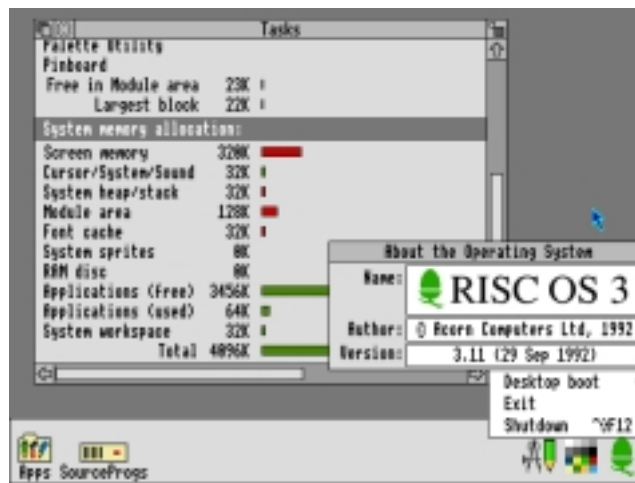 Tasks
Palette Utility
Pinboard
Free in Module area 23K
Largest block 22K
System memory allocation:
Screen memory 320K
Cursor/System/Sound 32K
System heap/stack 32K
Module area 128K
Font cache 32K
System sprites 0K
RAM disc 0K
Applications (free) 3456K
Applications (used) 64K
System workspace 32K
Total 4096K
About the Operating System
Name: RISC OS 3
Author: © Acorn Computers Ltd, 1992
Version: 3.11 (29 Sep 1992)
Desktop boot
Exit
Shutdown ^⇧F12
Apps SourceProgs